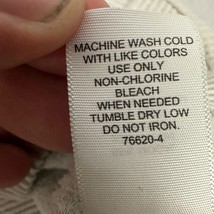 MACHINE WASH COLD
WITH LIKE COLORS
USE ONLY
NON-CHLORINE
BLEACH
WHEN NEEDED
TUMBLE DRY LOW
DO NOT IRON.
76620-4